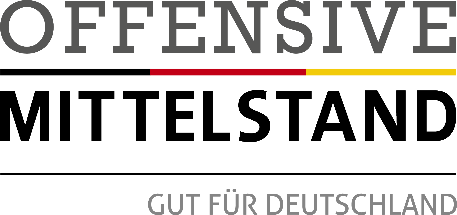 OFFENSIVE
MITTELSTAND
GUT FÜR DEUTSCHLAND